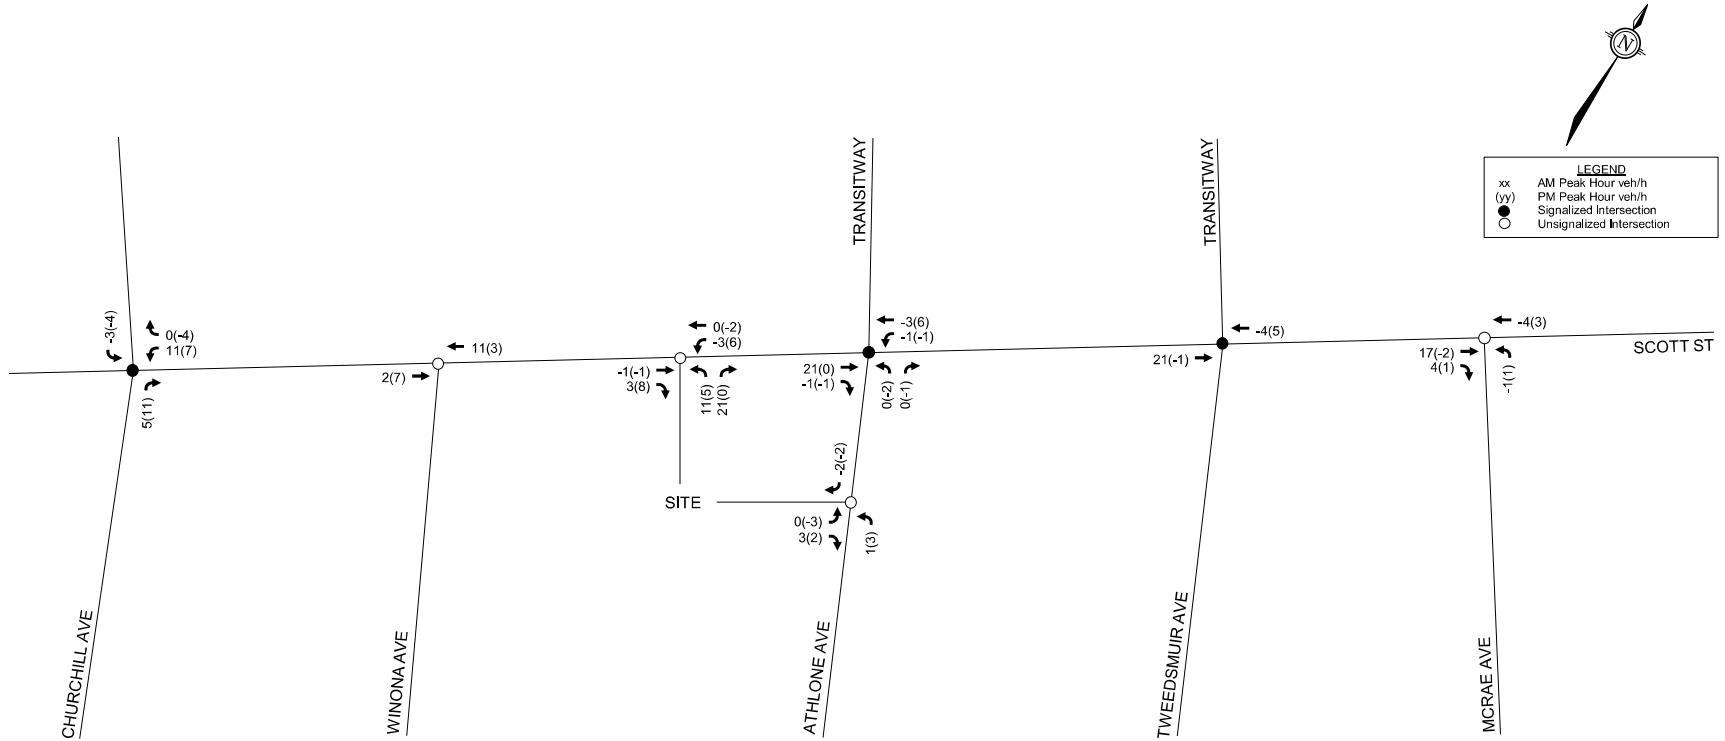 N
LEGEND
xx AM Peak Hour veh/h
(yy) PM Peak Hour veh/h
Signalized Intersection
Unsignalized Intersection
TRANSITWAY
TRANSITWAY
-3(-4)
0(-4)
11(7)
5(11)
11(3)
2(7)
0(-2)
-3(6)
-1(-1)
3(8)
11(5)
21(0)
-3(6)
-1(-1)
21(0)
-1(-1)
0(-2)
0(-1)
-4(5)
21(-1)
-4(3)
17(-2)
4(1)
-1(1)
SCOTT ST
-2(-2)
SITE
0(-3)
3(2)
1(3)
CHURCHILL AVE
WINONA AVE
ATHLONE AVE
TWEEDSMUIR AVE
MCRAE AVE